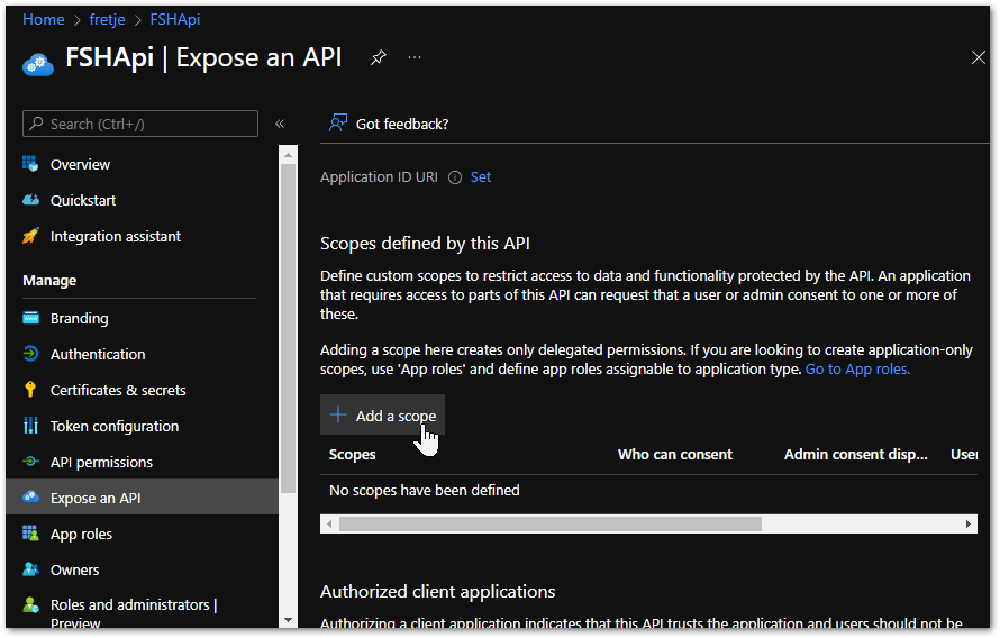 Home > fretje > FSHApi
FSHApi | Expose an API ...
Search (Ctrl+/)
«
Got feedback?
Overview
Quickstart
Integration assistant
Manage
Branding
Authentication
Certificates & secrets
Token configuration
API permissions
Expose an API
App roles
Owners
Roles and administrators |
Preview
Application ID URI Set
Scopes defined by this API
Define custom scopes to restrict access to data and functionality protected by the API. An application
that requires access to parts of this API can request that a user or admin consent to one or more of
these.
Adding a scope here creates only delegated permissions. If you are looking to create application-only
scopes, use 'App roles' and define app roles assignable to application type. Go to App roles.
+ Add a scope
Scopes Who can consent Admin consent disp... User
No scopes have been defined
Authorized client applications
Authorizing a client application indicates that this API trusts the application and users should not be